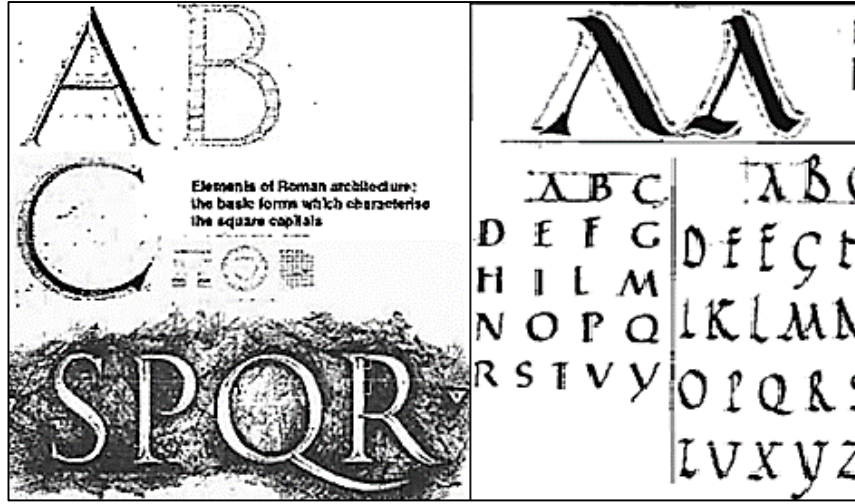 A B
C
Elements of Roman architecture:
the basic forms which characterise
the square capitals
SPQR
A A
A B C
D E F G
H I L M
N O P Q
R S T V Y
A B
D E F G
I K L M
O P Q R
V X Y Z